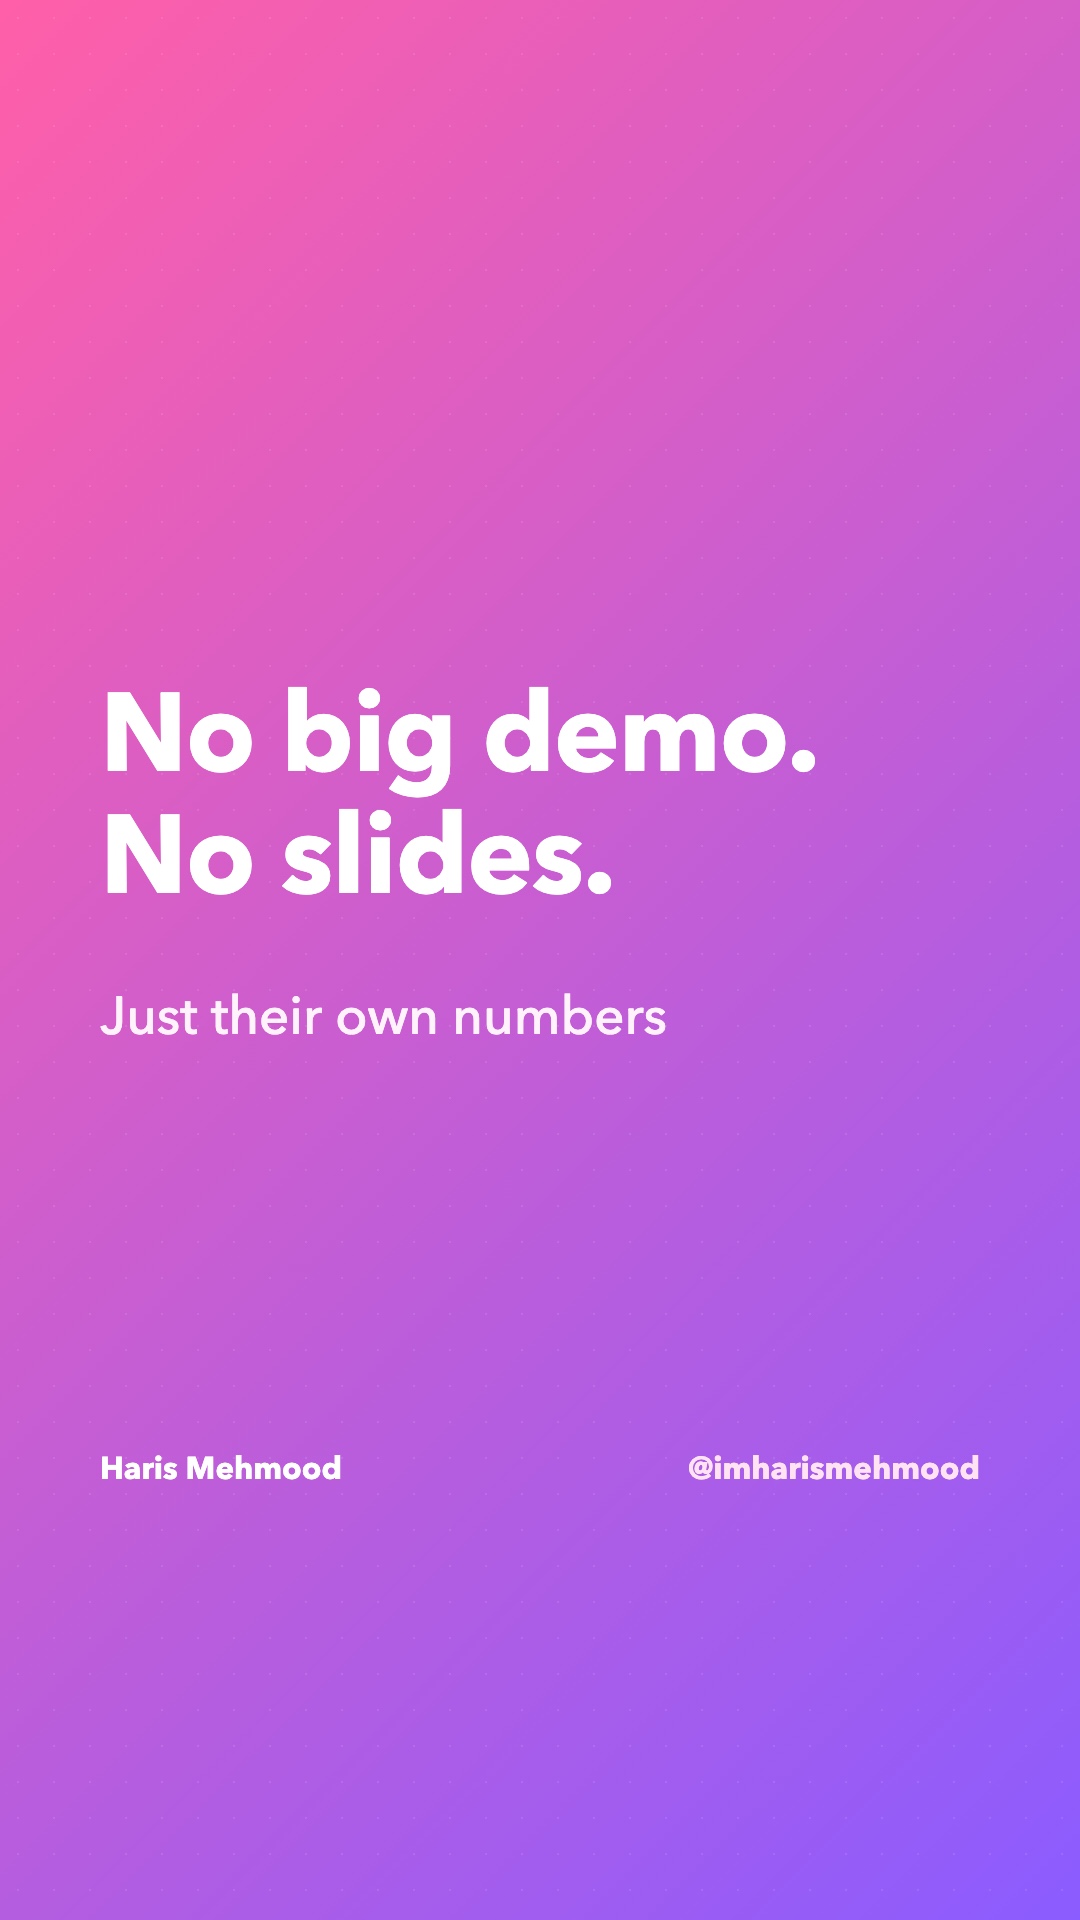 No big demo.
No slides.
Just their own numbers
Haris Mehmood
@imharismehmood